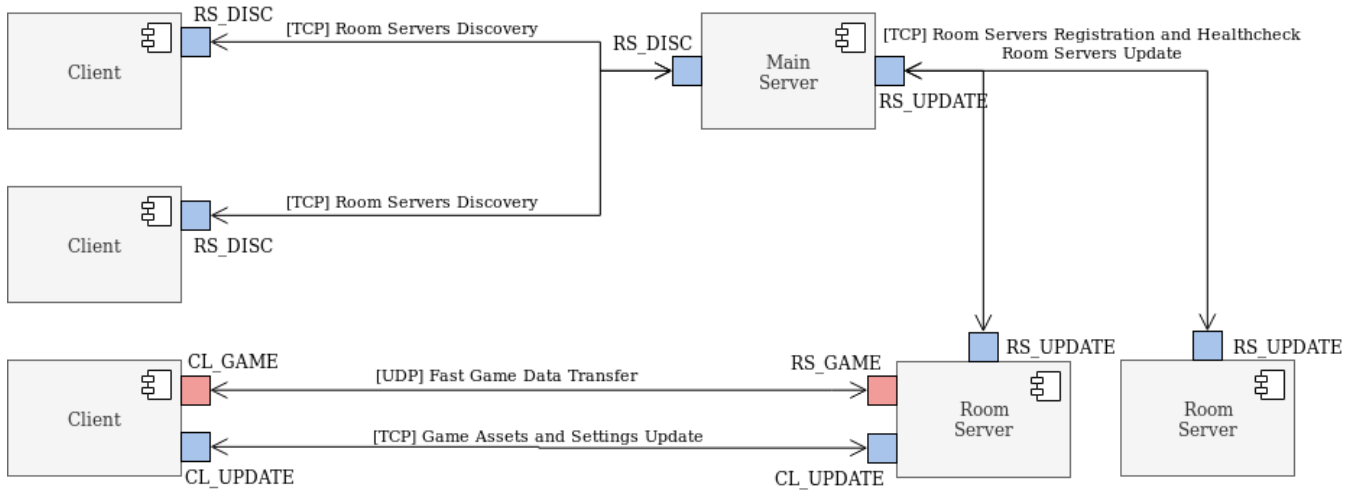 RS_DISC
[TCP] Room Servers Discovery
Client
RS_DISC
Main
Server
[TCP] Room Servers Registration and Healthcheck
Room Servers Update
RS_UPDATE
[TCP] Room Servers Discovery
Client
RS_DISC
RS_UPDATE
RS_UPDATE
CL_GAME
[UDP] Fast Game Data Transfer
RS_GAME
Client
Room
Server
Room
Server
[TCP] Game Assets and Settings Update
CL_UPDATE
CL_UPDATE